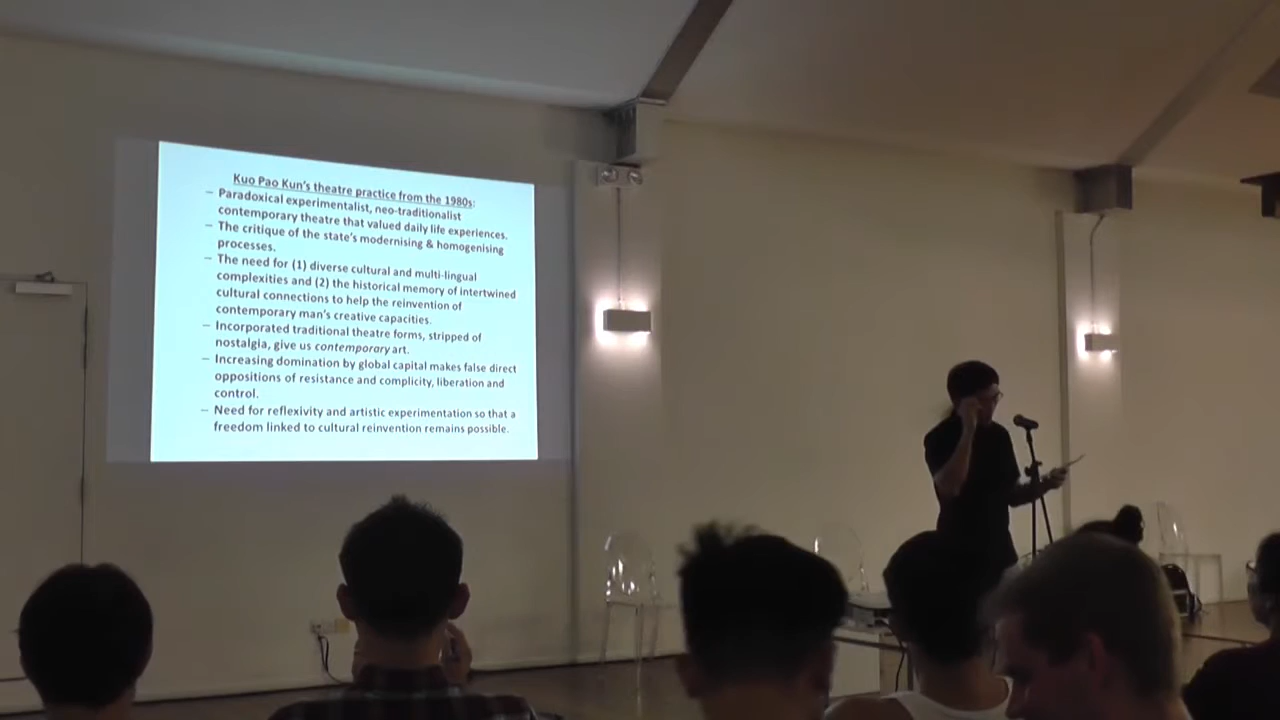 Kuo Pao Kun's theatre practice from the 1980s:
– Paradoxical experimentalist, neo-traditionalist
contemporary theatre that valued daily life experiences.
– The critique of the state's modernising & homogenising
processes.
– The need for (1) diverse cultural and multi-lingual
complexities and (2) the historical memory of intertwined
cultural connections to help the reinvention of
contemporary man's creative capacities.
– Incorporated traditional theatre forms, stripped of
nostalgia, give us contemporary art.
– Increasing domination by global capital makes false direct
oppositions of resistance and complicity, liberation and
control.
– Need for reflexivity and artistic experimentation so that a
freedom linked to cultural reinvention remains possible.